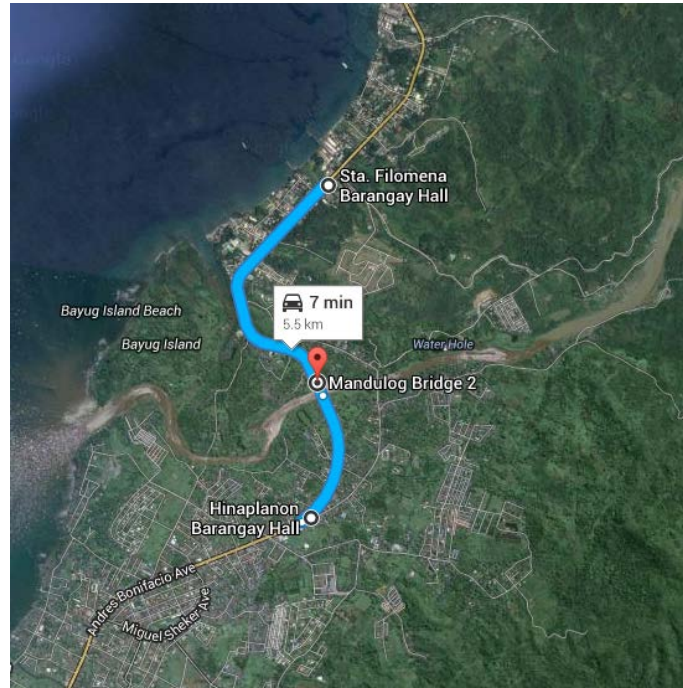 Sta. Filomena
Barangay Hall
7 min
5.5 km
Bayug Island Beach
Bayug Island
Water Hole
Mandulog Bridge 2
Hinaplanon
Barangay Hall
Andres Bonifacio Ave
Miguel Sheker Ave